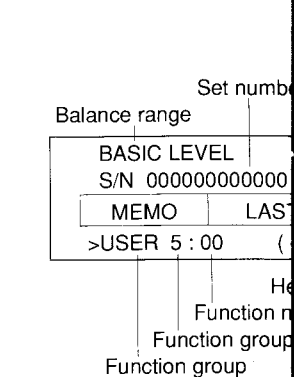 Set numb
Balance range
BASIC LEVEL
S/N 000000000000
MEMO LAS
>USER 5 : 00 (
He
Function n
Function group
Function group